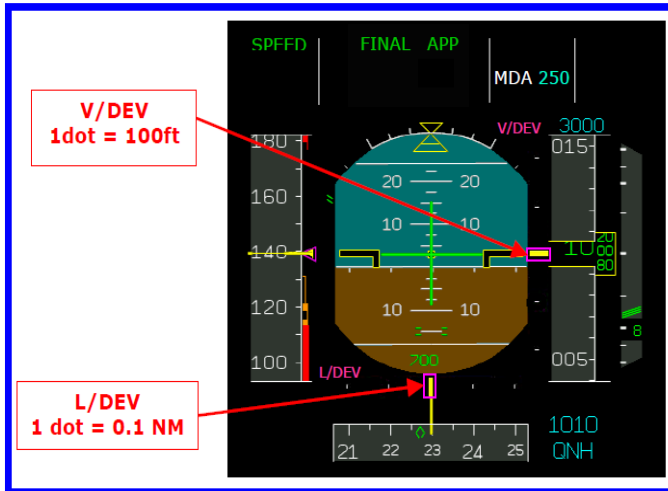 SPEED FINAL APP
MDA 250
V/DEV
1dot = 100ft
V/DEV 3000
180 015
160 20 20
10 10
140 10 20 00 80
120 10 10
100 200 005 8
L/DEV
L/DEV
1 dot = 0.1 NM
1010
21 22 23 24 25 QNH